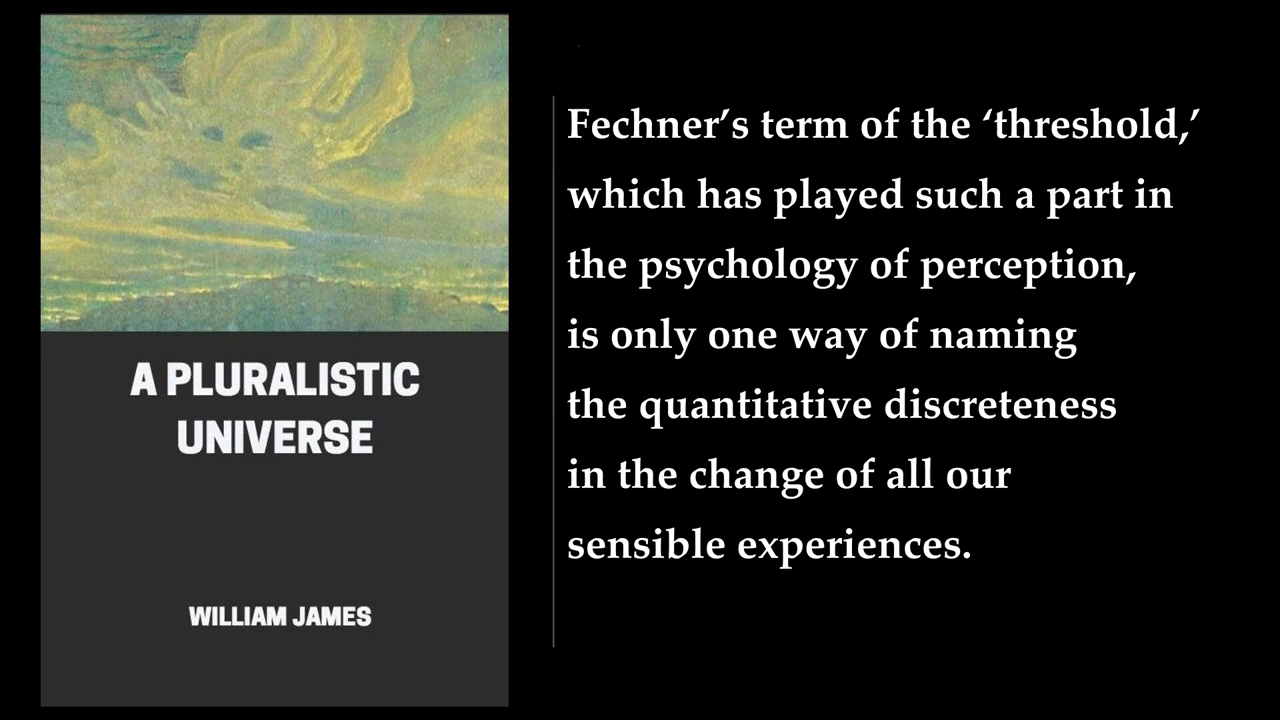 A PLURALISTIC
UNIVERSE
WILLIAM JAMES
Fechner’s term of the ‘threshold,’
which has played such a part in
the psychology of perception,
is only one way of naming
the quantitative discreteness
in the change of all our
sensible experiences.